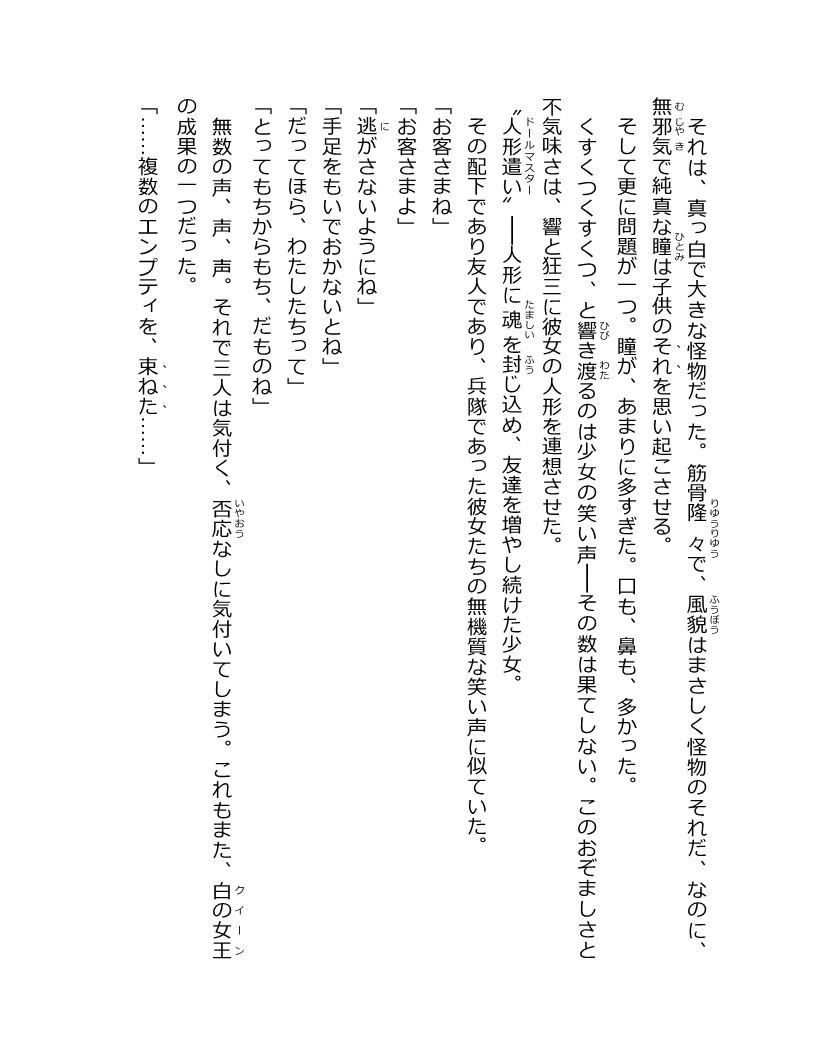 それは、真っ白で大きな怪物だった。筋骨隆々で、風貌はまさしく怪物のそれだ、なのに、
無邪気で純真な瞳は子供のそれを思い起こさせる。
　そして更に問題が一つ。瞳が、あまりに多すぎた。口も、鼻も、多かった。
　くすくつくすくつ、と響き渡るのは少女の笑い声――その数は果てしない。このおぞましさと
不気味さは、響と狂三に彼女の人形を連想させた。
〝人形遣い〟――人形に魂を封じ込め、友達を増やし続けた少女。
　その配下であり友人であり、兵隊であった彼女たちの無機質な笑い声に似ていた。
「お客さまね」
「お客さまよ」
「逃がさないようにね」
「手足をもいでおかないとね」
「だってほら、わたしたちって」
「とってもちからもち、だものね」
　無数の声、声、声。それで三人は気付く、否応なしに気付いてしまう。これもまた、白の女王
の成果の一つだった。
「……複数のエンプティを、束ねた……」